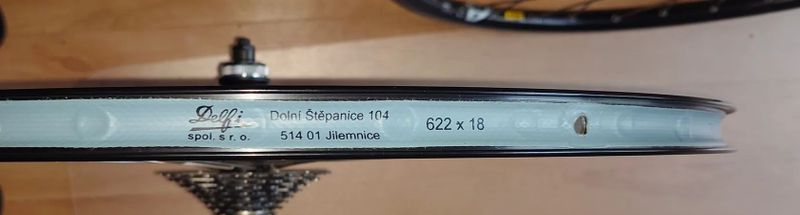 Delfi
spol. s r. o.
Dolní Štěpanice 104
514 01 Jilemnice
622 x 18